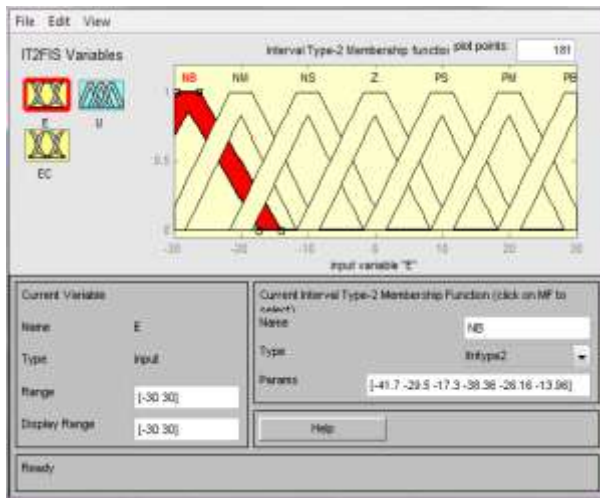 File Edit View
IT2FIS Variables
Interval Type-2 Membership function plot points: 181
NB NM NS Z PS PM PB
E U
EC
1
0.5
0
-30 -20 -10 0 10 20 30
input variable "E"
Current Variable
Name E
Type input
Range [-30 30]
Display Range [-30 30]
Current Interval Type-2 Membership Function (click on MF to
select)
Name NB
Type itritype2
Params [-41.7 -29.5 -17.3 -38.36 -26.16 -13.96]
Help
Ready